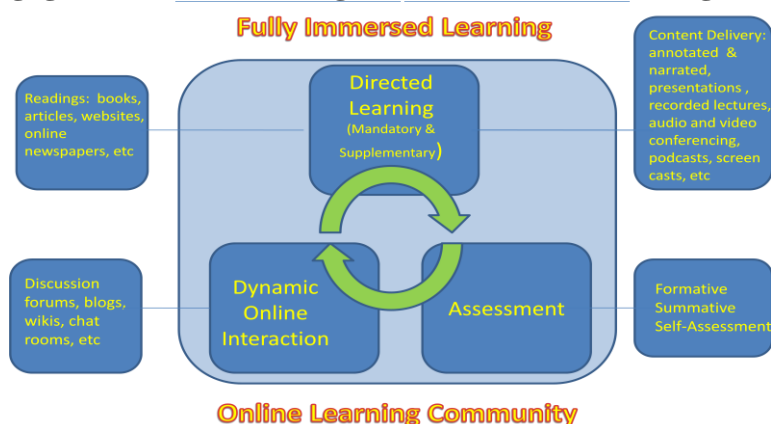 Fully Immersed Learning
Readings: books,
articles, websites,
online
newspapers, etc
Directed
Learning
(Mandatory &
Supplementary)
Content Delivery:
annotated &
narrated,
presentations ,
recorded lectures,
audio and video
conferencing,
podcasts, screen
casts, etc
Discussion
forums, blogs,
wikis, chat
rooms, etc
Dynamic
Online
Interaction
Assessment
Formative
Summative
Self-Assessment
Online Learning Community